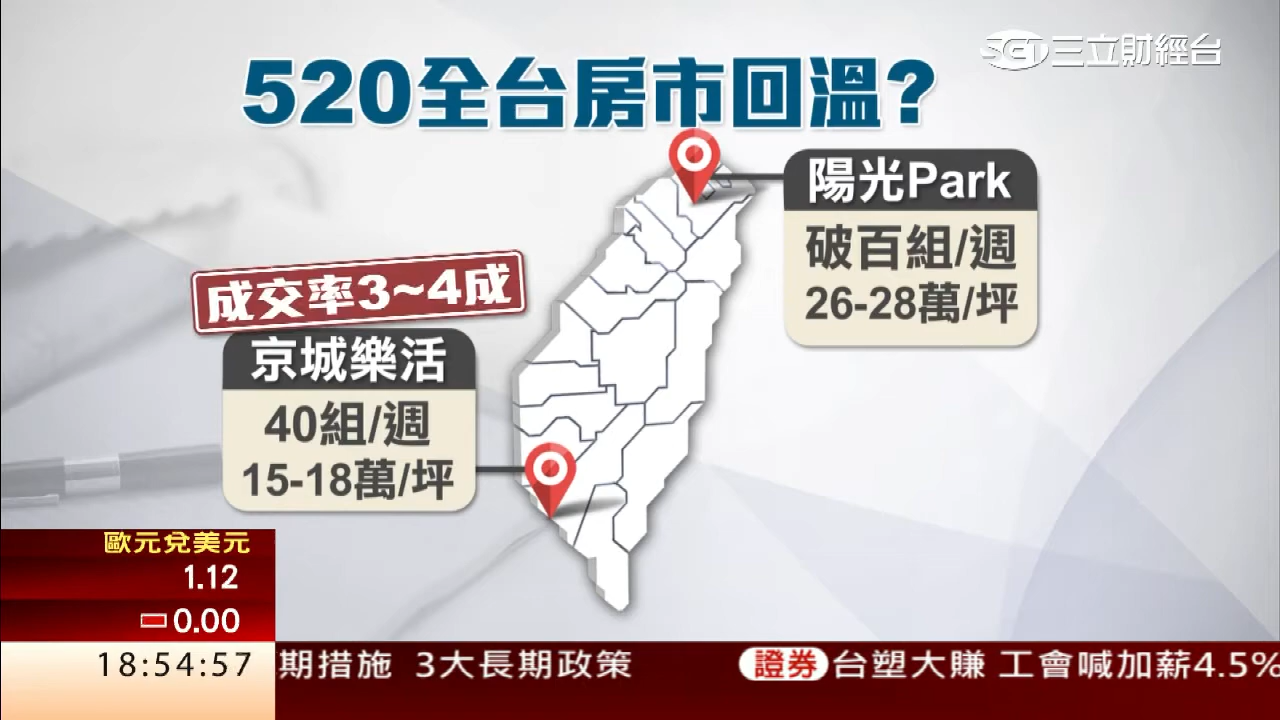 SET三立財經台
520全台房市回溫?
陽光Park
破百組/週
26-28萬/坪
成交率3~4成
京城樂活
40組/週
15-18萬/坪
歐元兌美元
1.12
0.00
18:54:57
期措施 3大長期政策 證券 台塑大賺 工會喊加薪4.5%